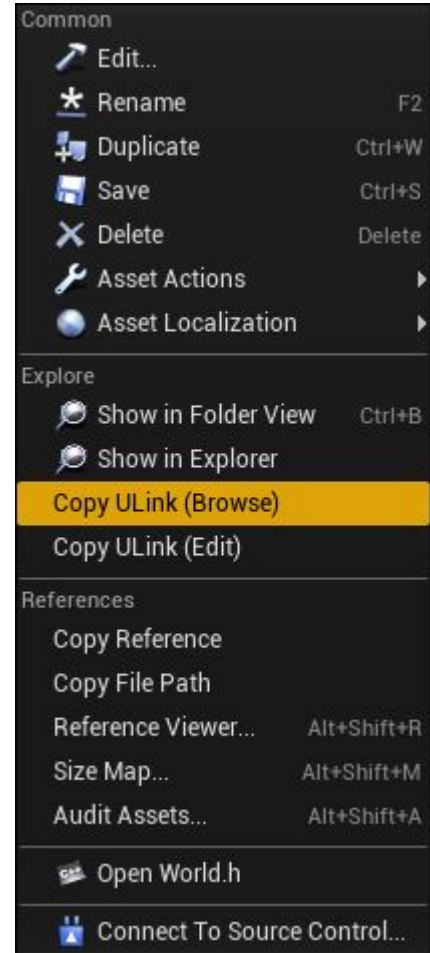 Common
Edit...
Rename F2
Duplicate Ctrl+W
Save Ctrl+S
Delete Delete
Asset Actions
Asset Localization
Explore
Show in Folder View Ctrl+B
Show in Explorer
Copy ULink (Browse)
Copy ULink (Edit)
References
Copy Reference
Copy File Path
Reference Viewer... Alt+Shift+R
Size Map... Alt+Shift+M
Audit Assets... Alt+Shift+A
Open World.h
Connect To Source Control...